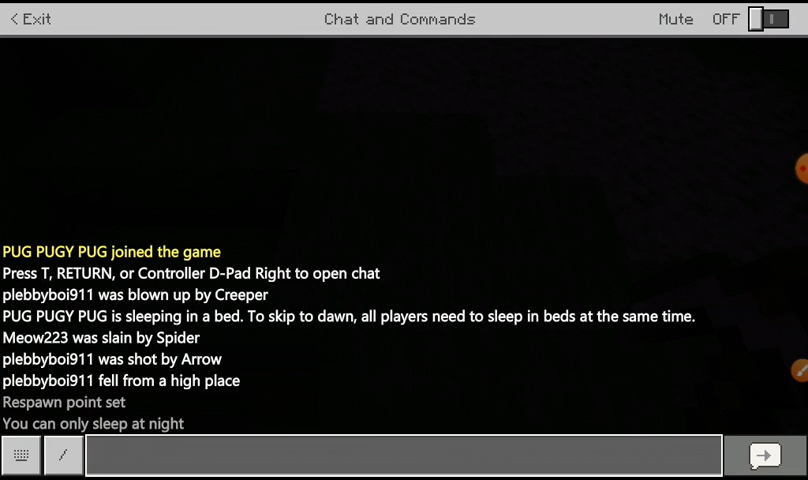 < Exit
Chat and Commands
Mute OFF
PUG PUGY PUG joined the game
Press T, RETURN, or Controller D-Pad Right to open chat
plebbyboi911 was blown up by Creeper
PUG PUGY PUG is sleeping in a bed. To skip to dawn, all players need to sleep in beds at the same time.
Meow223 was slain by Spider
plebbyboi911 was shot by Arrow
plebbyboi911 fell from a high place
Respawn point set
You can only sleep at night
/